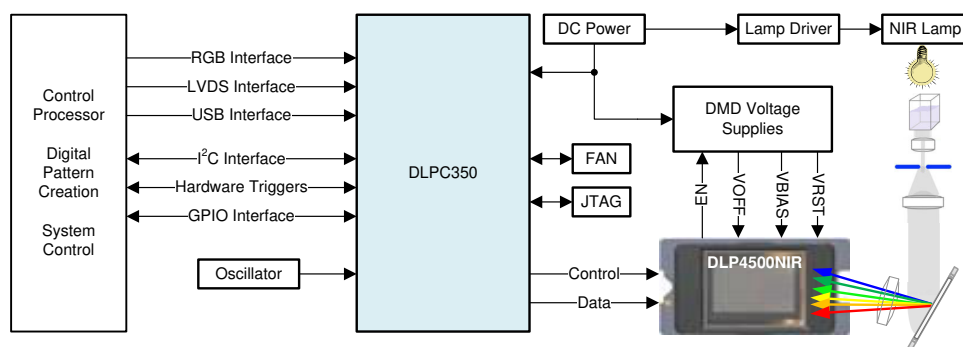 DC Power
Lamp Driver
NIR Lamp
RGB Interface
LVDS Interface
USB Interface
Control
Processor
Digital
Pattern
Creation
System
Control
I²C Interface
Hardware Triggers
GPIO Interface
Oscillator
DLPC350
FAN
JTAG
DMD Voltage
Supplies
EN
VOFF
VBIAS
VRST
Control
Data
DLP4500NIR